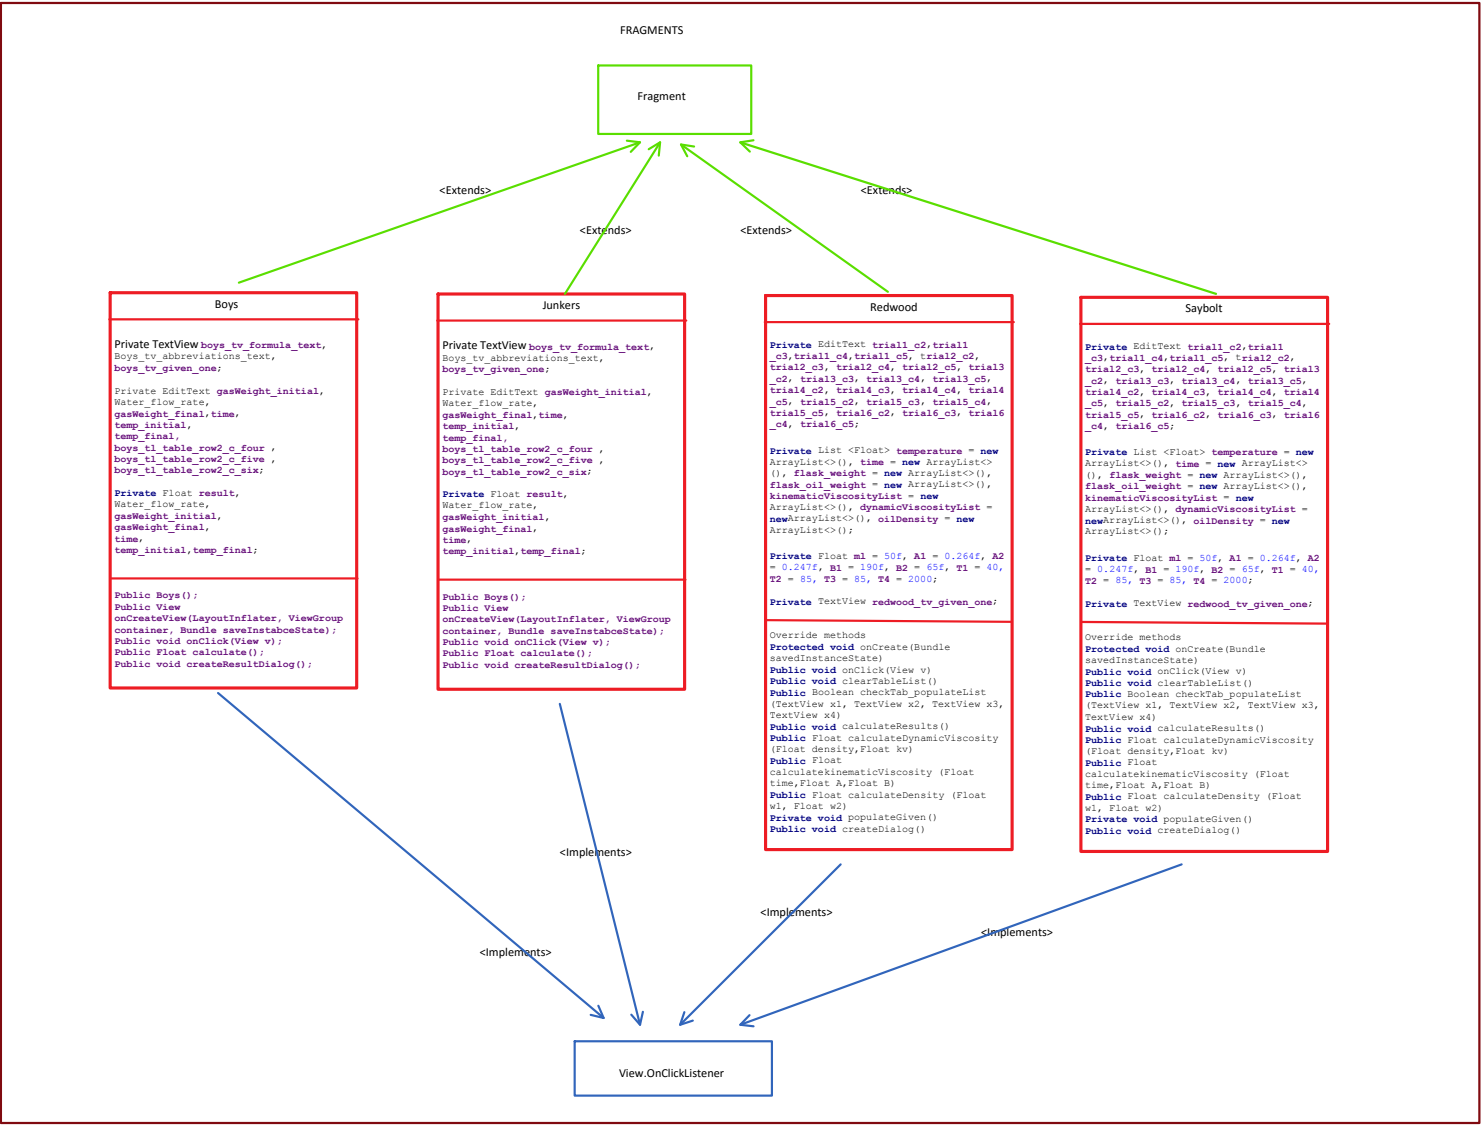 FRAGMENTS
Fragment
<Extends>
<Extends>
<Extends>
<Extends>
Boys
Private TextView boys_tv_formula_text,
Boys_tv_abbreviations_text,
boys_tv_given_one;
Private EditText gasWeight_initial,
Water_flow_rate,
gasWeight_final,time,
temp_initial,
temp_final,
boys_tl_table_row2_c_four ,
boys_tl_table_row2_c_five ,
boys_tl_table_row2_c_six;
Private Float result,
Water_flow_rate,
gasWeight_initial,
gasWeight_final,
time,
temp_initial,temp_final;
Public Boys();
Public View
onCreateView(LayoutInflater, ViewGroup
container, Bundle saveInstabceState);
Public void onClick(View v);
Public Float calculate();
Public void createResultDialog();
Junkers
Private TextView boys_tv_formula_text,
Boys_tv_abbreviations_text,
boys_tv_given_one;
Private EditText gasWeight_initial,
Water_flow_rate,
gasWeight_final,time,
temp_initial,
temp_final,
boys_tl_table_row2_c_four ,
boys_tl_table_row2_c_five ,
boys_tl_table_row2_c_six;
Private Float result,
Water_flow_rate,
gasWeight_initial,
gasWeight_final,
time,
temp_initial,temp_final;
Public Boys();
Public View
onCreateView(LayoutInflater, ViewGroup
container, Bundle saveInstabceState);
Public void onClick(View v);
Public Float calculate();
Public void createResultDialog();
Redwood
Private EditText trial1_c2,trial1
_c3,trial1_c4,trial1_c5, trial2_c2,
trial2_c3, trial2_c4, trial2_c5, trial3
_c2, trial3_c3, trial3_c4, trial3_c5,
trial4_c2, trial4_c3, trial4_c4, trial4
_c5, trial5_c2, trial5_c3, trial5_c4,
trial5_c5, trial6_c2, trial6_c3, trial6
_c4, trial6_c5;
Private List <Float> temperature = new
ArrayList<>(), time = new ArrayList<>
(), flask_weight = new ArrayList<>(),
flask_oil_weight = new ArrayList<>(),
kinematicViscosityList = new
ArrayList<>(), dynamicViscosityList =
newArrayList<>(), oilDensity = new
ArrayList<>();
Private Float ml = 50f, A1 = 0.264f, A2
= 0.247f, B1 = 190f, B2 = 65f, T1 = 40,
T2 = 85, T3 = 85, T4 = 2000;
Private TextView redwood_tv_given_one;
Override methods
Protected void onCreate(Bundle
savedInstanceState)
Public void onClick(View v)
Public void clearTableList()
Public Boolean checkTab_populateList
(TextView x1, TextView x2, TextView x3,
TextView x4)
Public void calculateResults()
Public Float calculateDynamicViscosity
(Float density,Float kv)
Public Float
calculatekinematicViscosity (Float
time,Float A,Float B)
Public Float calculateDensity (Float
w1, Float w2)
Private void populateGiven()
Public void createDialog()
Saybolt
Private EditText trial1_c2,trial1
_c3,trial1_c4,trial1_c5, trial2_c2,
trial2_c3, trial2_c4, trial2_c5, trial3
_c2, trial3_c3, trial3_c4, trial3_c5,
trial4_c2, trial4_c3, trial4_c4, trial4
_c5, trial5_c2, trial5_c3, trial5_c4,
trial5_c5, trial6_c2, trial6_c3, trial6
_c4, trial6_c5;
Private List <Float> temperature = new
ArrayList<>(), time = new ArrayList<>
(), flask_weight = new ArrayList<>(),
flask_oil_weight = new ArrayList<>(),
kinematicViscosityList = new
ArrayList<>(), dynamicViscosityList =
newArrayList<>(), oilDensity = new
ArrayList<>();
Private Float ml = 50f, A1 = 0.264f, A2
= 0.247f, B1 = 190f, B2 = 65f, T1 = 40,
T2 = 85, T3 = 85, T4 = 2000;
Private TextView redwood_tv_given_one;
Override methods
Protected void onCreate(Bundle
savedInstanceState)
Public void onClick(View v)
Public void clearTableList()
Public Boolean checkTab_populateList
(TextView x1, TextView x2, TextView x3,
TextView x4)
Public void calculateResults()
Public Float calculateDynamicViscosity
(Float density,Float kv)
Public Float
calculatekinematicViscosity (Float
time,Float A,Float B)
Public Float calculateDensity (Float
w1, Float w2)
Private void populateGiven()
Public void createDialog()
<Implements>
<Implements>
<Implements>
<Implements>
View.OnClickListener